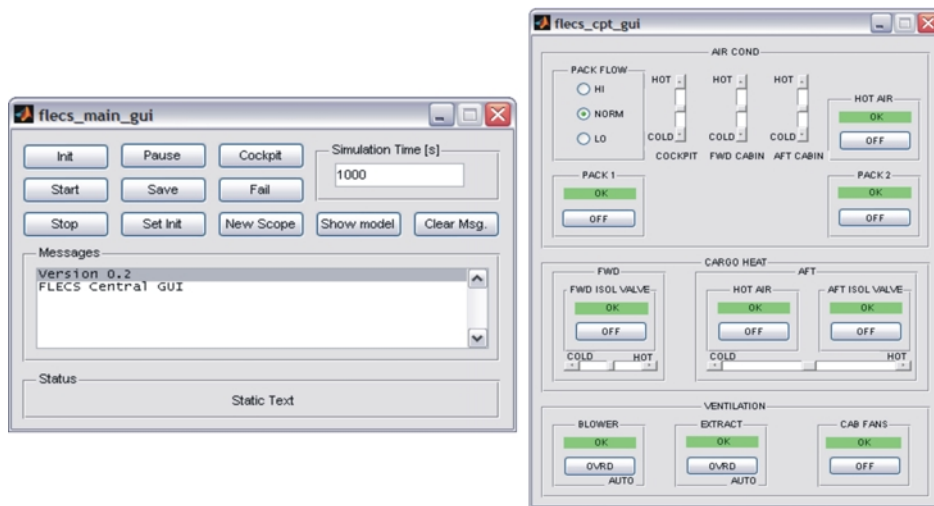 flecs_main_gui
Init Pause Cockpit
Simulation Time [s]
1000
Start Save Fail
Stop Set Init New Scope Show model Clear Msg.
Messages
Version 0.2
FLECS Central GUI
Status
Static Text
flecs_cpt_gui
AIR COND
PACK FLOW
HI
NORM
LO
HOT HOT HOT
COLD COLD COLD
COCKPIT FWD CABIN AFT CABIN
HOT AIR
OK
OFF
PACK 1
OK
OFF
PACK 2
OK
OFF
CARGO HEAT
FWD
FWD ISOL VALVE
OK
OFF
COLD HOT
AFT
HOT AIR
OK
OFF
AFT ISOL VALVE
OK
OFF
COLD HOT
VENTILATION
BLOWER
OK
OVRD
AUTO
EXTRACT
OK
OVRD
AUTO
CAB FANS
OK
OFF